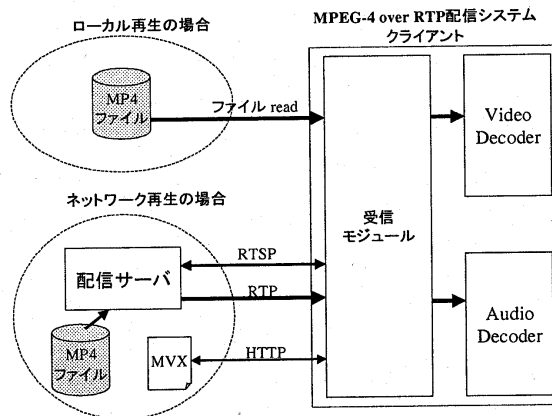 ローカル再生の場合
MP4
ファイル
ファイル read
MPEG-4 over RTP配信システム
クライアント
受信
モジュール
Video
Decoder
Audio
Decoder
ネットワーク再生の場合
配信サーバ
MP4
ファイル
MVX
RTSP
RTP
HTTP